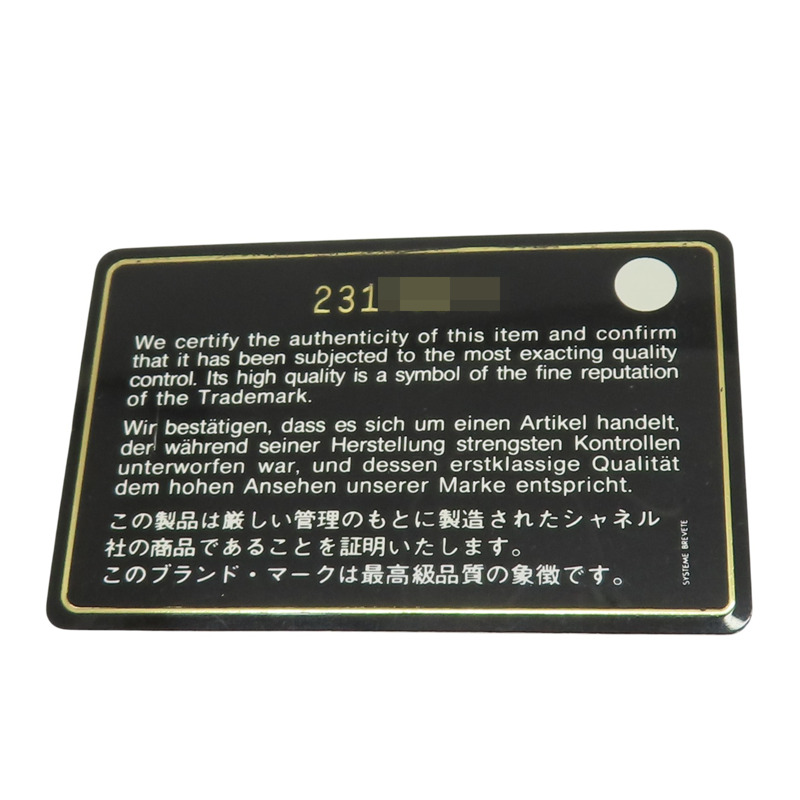 231
We certify the authenticity of this item and confirm
that it has been subjected to the most exacting quality
control. Its high quality is a symbol of the fine reputation
of the Trademark.
Wir bestätigen, dass es sich um einen Artikel handelt,
der während seiner Herstellung strengsten Kontrollen
unterworfen war, und dessen erstklassige Qualität
dem hohen Ansehen unserer Marke entspricht.
この製品は厳しい管理のもとに製造されたシャネル
社の商品であることを証明いたします。
このブランド・マークは最高級品質の象徴です。
SYSTEME BREVETE